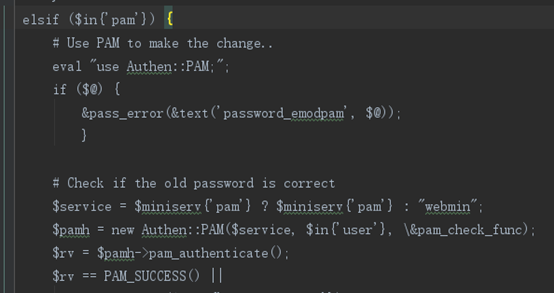 elsif ($in{'pam'}) {
# Use PAM to make the change..
eval "use Authen::PAM;";
if ($@) {
&pass_error(&text('password_emodpam', $@));
}
# Check if the old password is correct
$service = $miniserv{'pam'} ? $miniserv{'pam'} : "webmin";
$pamh = new Authen::PAM($service, $in{'user'}, \&pam_check_func);
$rv = $pamh->pam_authenticate();
$rv == PAM_SUCCESS() ||